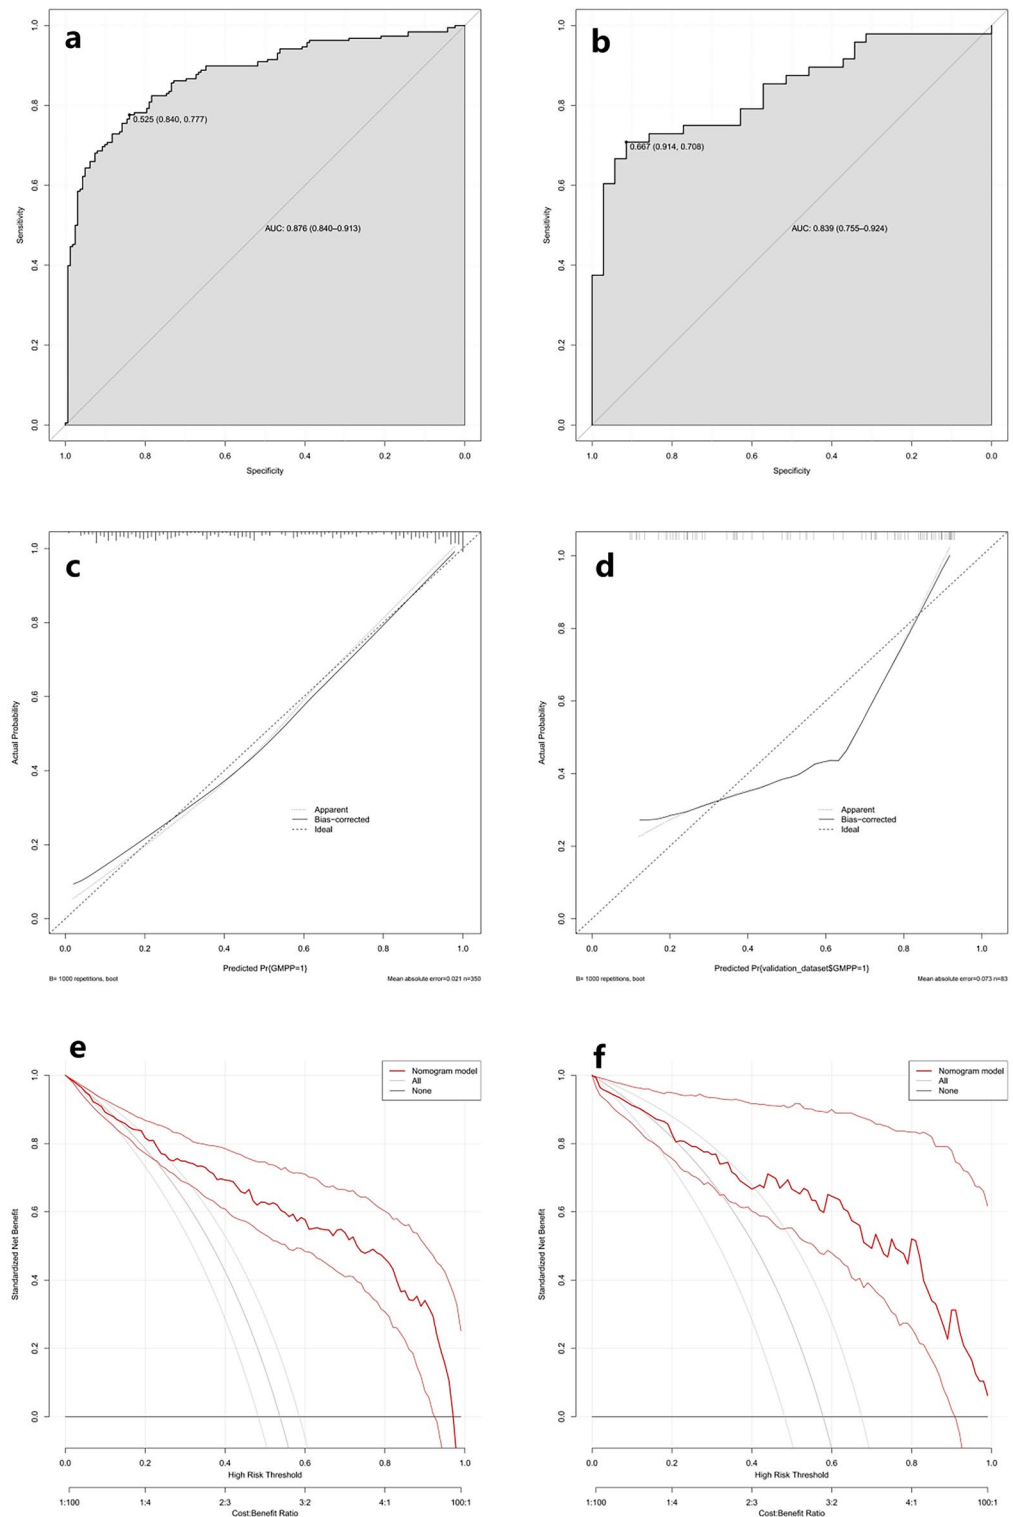 a
1.0
0.8
0.6
0.4
0.2
0.0
Sensitivity
0.525 (0.840, 0.777)
AUC: 0.876 (0.840–0.913)
1.0 0.8 0.6 0.4 0.2 0.0
Specificity
b
1.0
0.8
0.6
0.4
0.2
0.0
Sensitivity
0.667 (0.914, 0.708)
AUC: 0.839 (0.755–0.924)
1.0 0.8 0.6 0.4 0.2 0.0
Specificity
c
1.0
0.8
0.6
0.4
0.2
0.0
Actual Probability
Apparent
Bias−corrected
Ideal
0.0 0.2 0.4 0.6 0.8 1.0
Predicted Pr{GMPP=1}
B= 1000 repetitions, boot
Mean absolute error=0.021 n=350
d
1.0
0.8
0.6
0.4
0.2
0.0
Actual Probability
Apparent
Bias−corrected
Ideal
0.0 0.2 0.4 0.6 0.8 1.0
Predicted Pr{validation_dataset$GMPP=1}
B= 1000 repetitions, boot
Mean absolute error=0.073 n=83
e
1.0
0.8
0.6
0.4
0.2
0.0
Standardized Net Benefit
Nomogram model
All
None
0.0 0.2 0.4 0.6 0.8 1.0
High Risk Threshold
1:100 1:4 2:3 3:2 4:1 100:1
Cost:Benefit Ratio
f
1.0
0.8
0.6
0.4
0.2
0.0
Standardized Net Benefit
Nomogram model
All
None
0.0 0.2 0.4 0.6 0.8 1.0
High Risk Threshold
1:100 1:4 2:3 3:2 4:1 100:1
Cost:Benefit Ratio